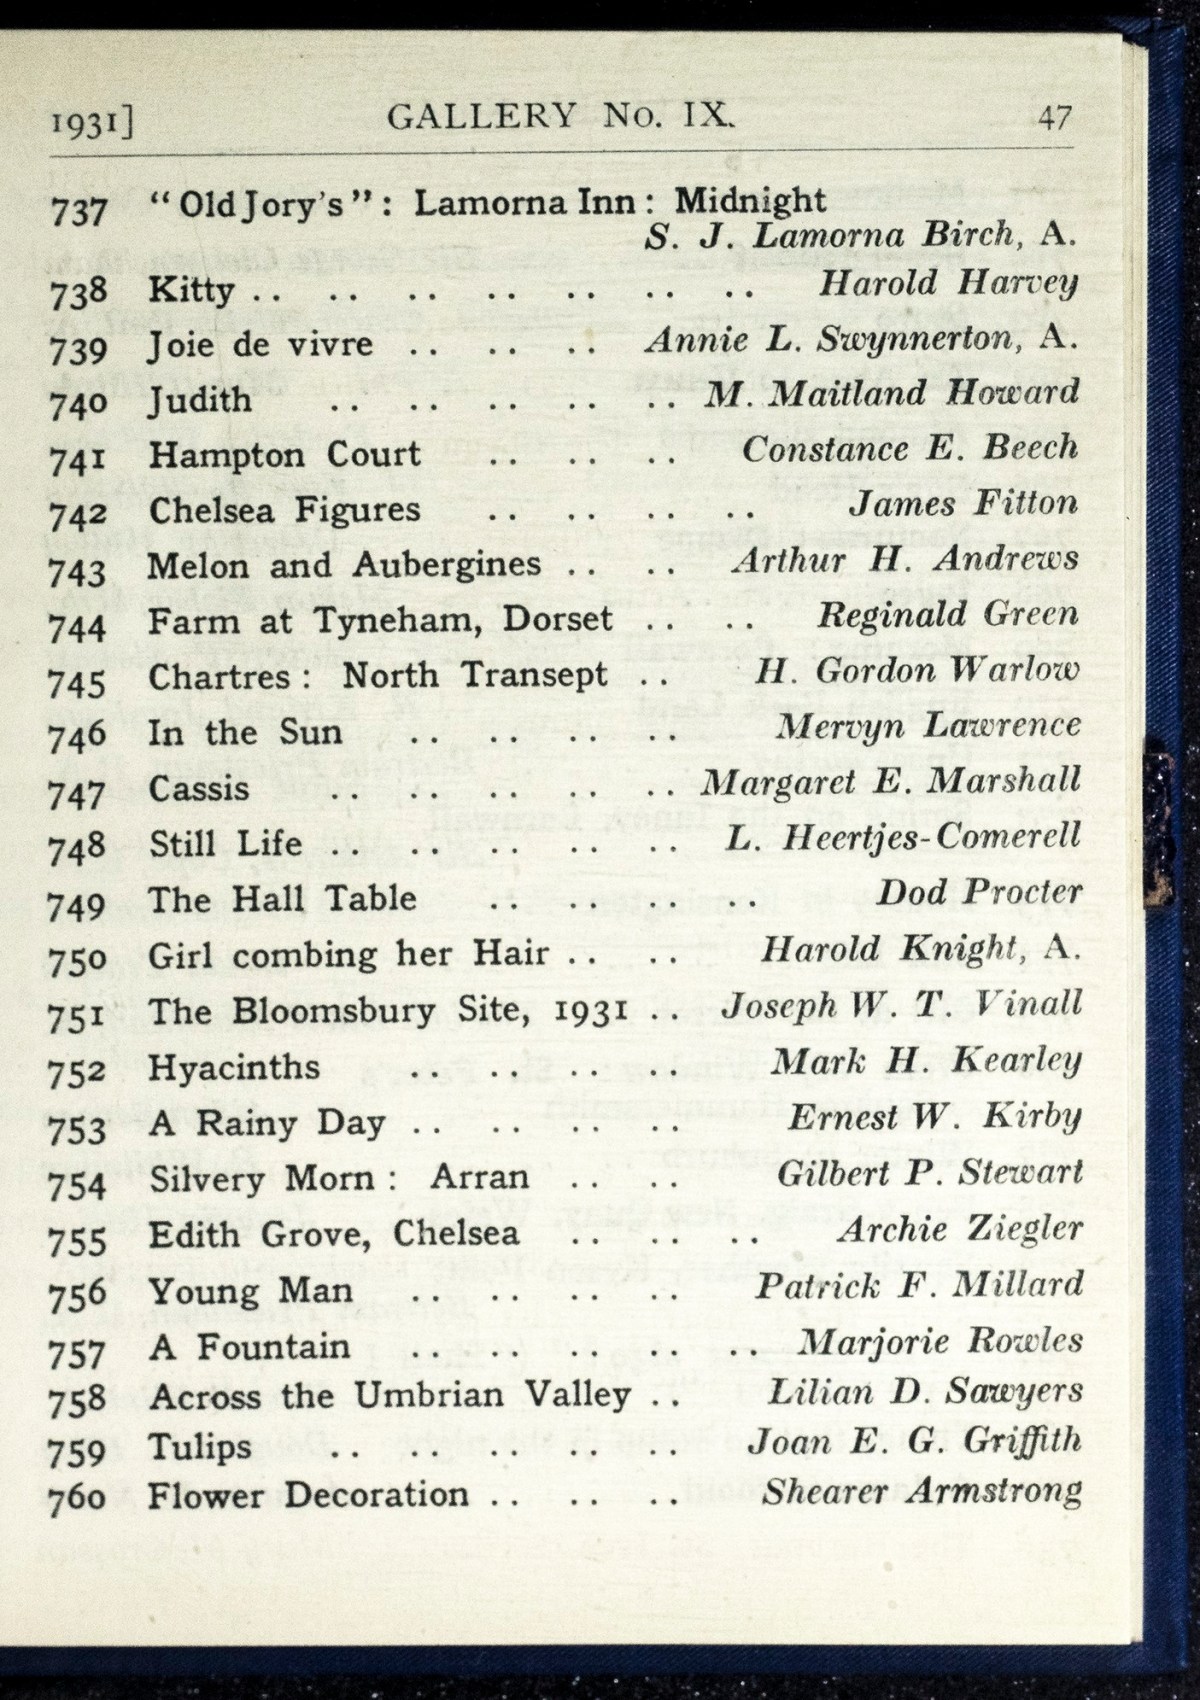 1931] GALLERY No. IX. 47
737 “Old Jory's”: Lamorna Inn: Midnight
S. J. Lamorna Birch, A.
738 Kitty .. .. .. .. .. .. .. Harold Harvey
739 Joie de vivre .. .. .. Annie L. Swynnerton, A.
740 Judith .. .. .. .. .. M. Maitland Howard
741 Hampton Court .. .. .. Constance E. Beech
742 Chelsea Figures .. .. .. .. James Fitton
743 Melon and Aubergines .. .. Arthur H. Andrews
744 Farm at Tyneham, Dorset .. .. Reginald Green
745 Chartres: North Transept .. H. Gordon Warlow
746 In the Sun .. .. .. .. Mervyn Lawrence
747 Cassis .. .. .. .. .. Margaret E. Marshall
748 Still Life .. .. .. .. .. L. Heertjes-Comerell
749 The Hall Table .. .. .. .. Dod Procter
750 Girl combing her Hair .. .. Harold Knight, A.
751 The Bloomsbury Site, 1931 .. Joseph W. T. Vinall
752 Hyacinths .. .. .. .. Mark H. Kearley
753 A Rainy Day .. .. .. .. Ernest W. Kirby
754 Silvery Morn: Arran .. .. Gilbert P. Stewart
755 Edith Grove, Chelsea .. .. .. Archie Ziegler
756 Young Man .. .. .. .. Patrick F. Millard
757 A Fountain .. .. .. .. .. Marjorie Rowles
758 Across the Umbrian Valley .. Lilian D. Sawyers
759 Tulips .. .. .. .. .. Joan E. G. Griffith
760 Flower Decoration .. .. .. Shearer Armstrong